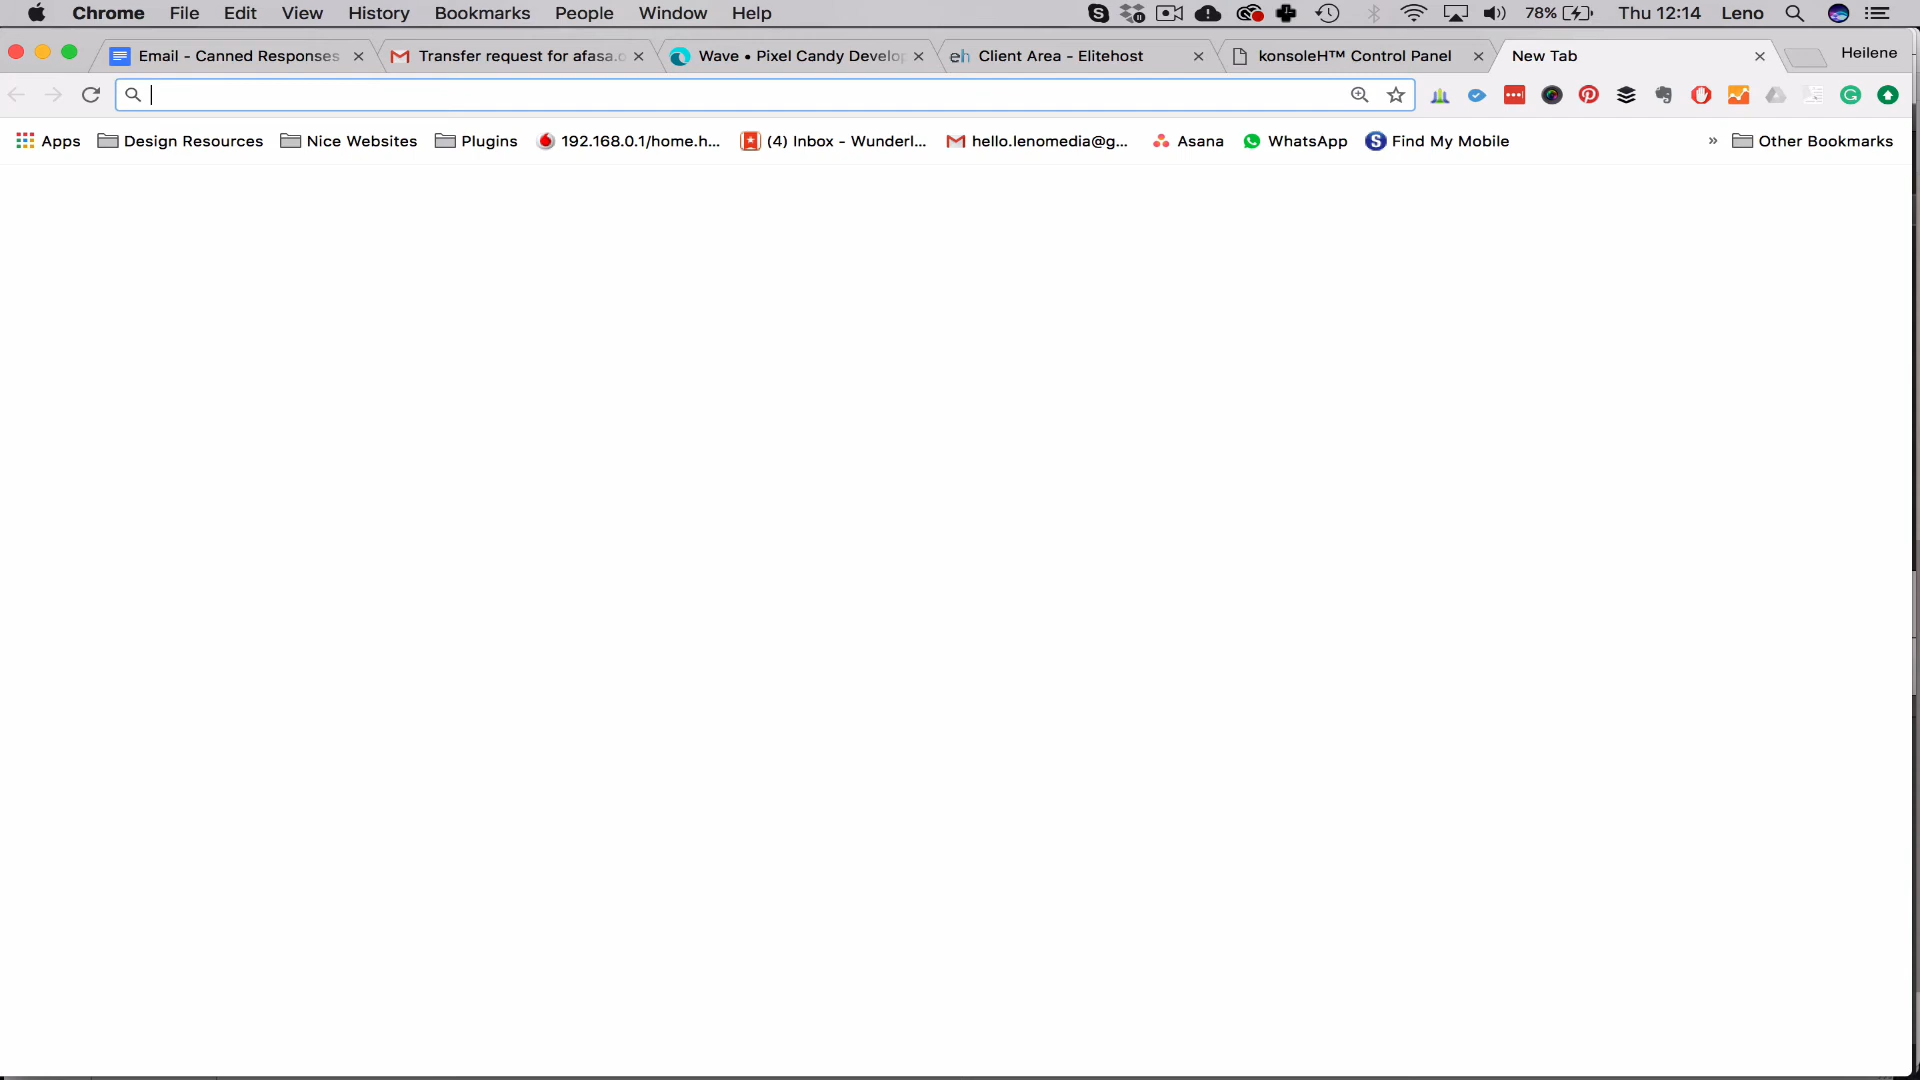 Chrome File Edit View History Bookmarks People Window Help 78% Thu 12:14 Leno
Email - Canned Responses Transfer request for afasa.o Wave • Pixel Candy Develop Client Area - Elitehost konsoleH™ Control Panel New Tab Heilene
Apps Design Resources Nice Websites Plugins 192.168.0.1/home.h... (4) Inbox - Wunderl... hello.lenomedia@g... Asana WhatsApp Find My Mobile » Other Bookmarks